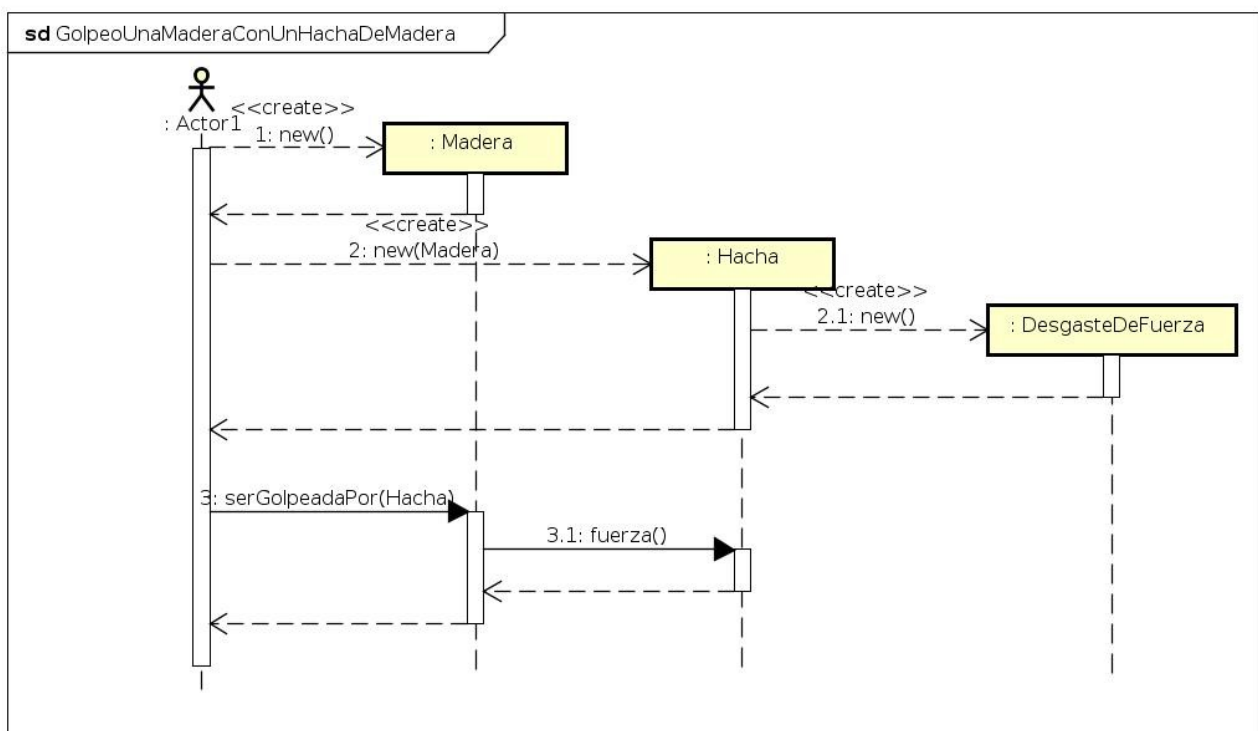 sd GolpeoUnaMaderaConUnHachaDeMadera
<<create>>
: Actor1
1: new()
: Madera
<<create>>
2: new(Madera)
: Hacha
<<create>>
2.1: new()
: DesgasteDeFuerza
3: serGolpeadaPor(Hacha)
3.1: fuerza()